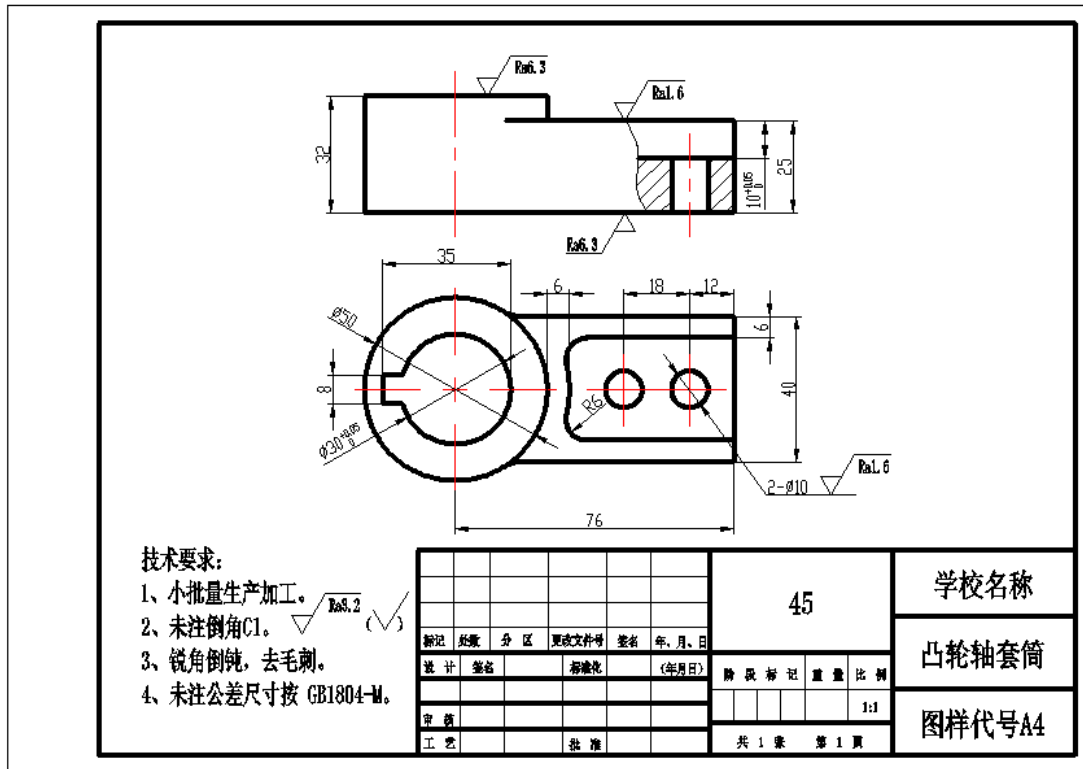 Ra6.3
Ra1.6
32
10+0.05 0
25
Ra6.3
35
6
18
12
Ø50
6
8
R6
40
Ø30+0.05 0
Ra1.6
2-Ø10
76
技术要求:
1、小批量生产加工。
2、未注倒角C1。
Ra3.2
(√)
3、锐角倒钝，去毛刺。
4、未注公差尺寸按 GB1804-M。
45
学校名称
标记 处数 分 区 更改文件号 签名 年、月、日
凸轮轴套筒
设 计 签名 标准化 (年月日)
阶 段 标 记 重 量 比 例
1:1
审 核
图样代号A4
工 艺 批 准
共 1 张 第 1 页